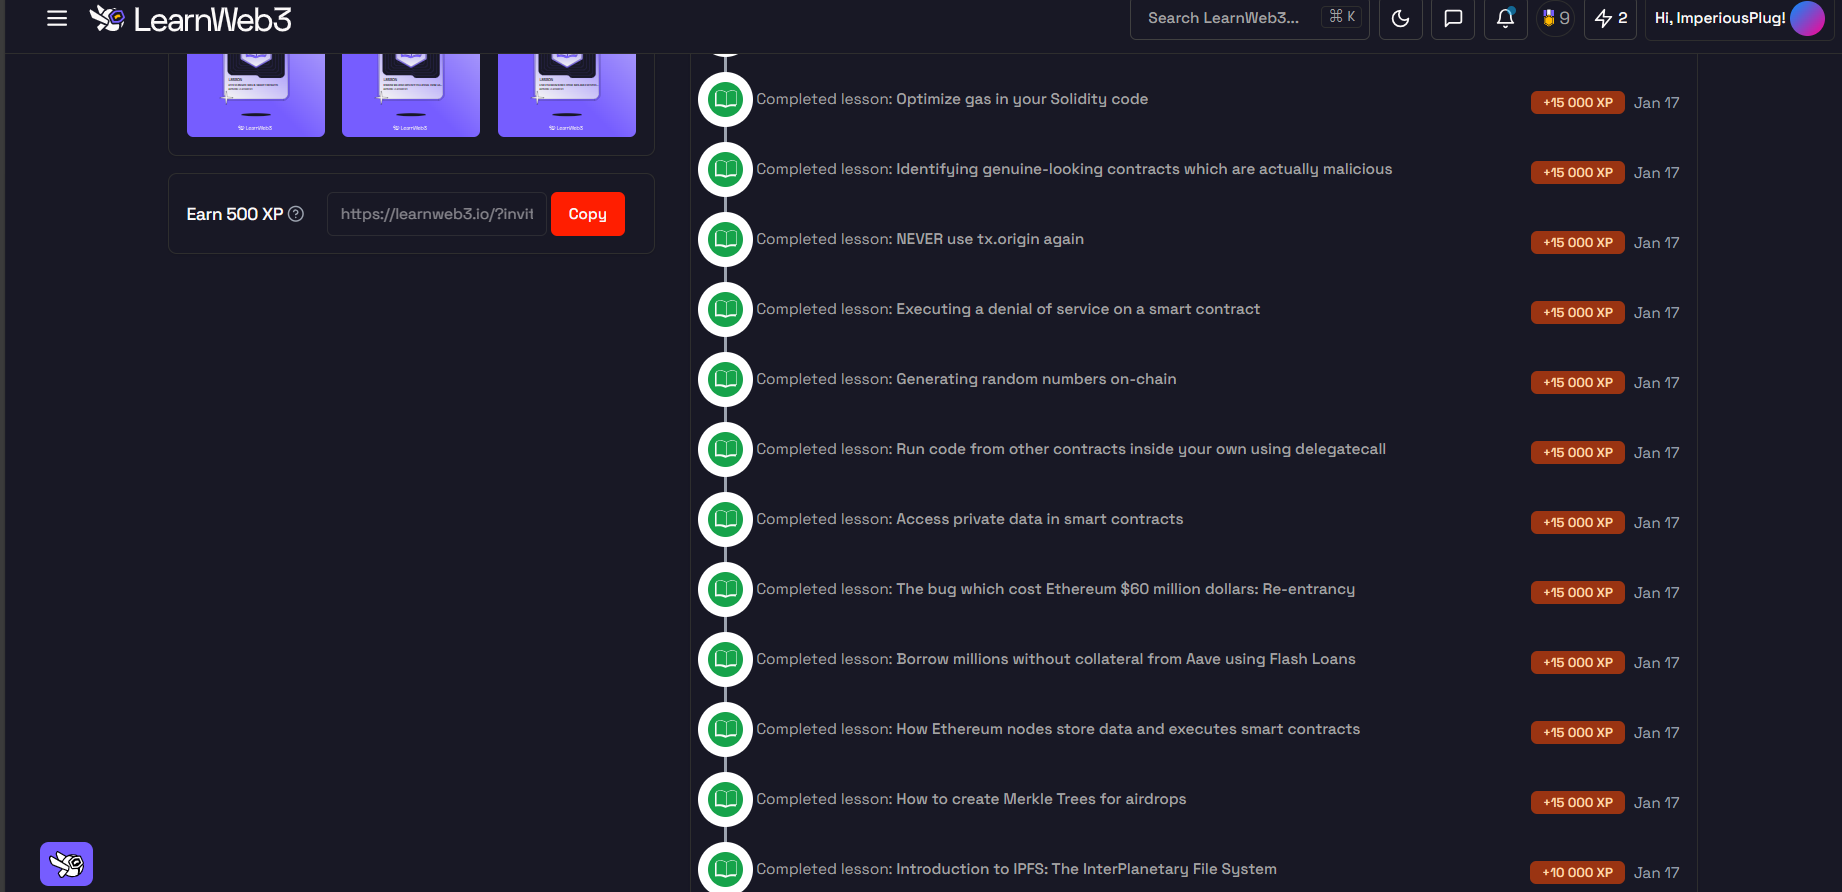 LearnWeb3
Search LearnWeb3...
⌘ K
9
2
Hi, ImperiousPlug!
LearnWeb3
LearnWeb3
LearnWeb3
Earn 500 XP
https://learnweb3.io/?invit
Copy
Completed lesson: Optimize gas in your Solidity code
+15 000 XP
Jan 17
Completed lesson: Identifying genuine-looking contracts which are actually malicious
+15 000 XP
Jan 17
Completed lesson: NEVER use tx.origin again
+15 000 XP
Jan 17
Completed lesson: Executing a denial of service on a smart contract
+15 000 XP
Jan 17
Completed lesson: Generating random numbers on-chain
+15 000 XP
Jan 17
Completed lesson: Run code from other contracts inside your own using delegatecall
+15 000 XP
Jan 17
Completed lesson: Access private data in smart contracts
+15 000 XP
Jan 17
Completed lesson: The bug which cost Ethereum $60 million dollars: Re-entrancy
+15 000 XP
Jan 17
Completed lesson: Borrow millions without collateral from Aave using Flash Loans
+15 000 XP
Jan 17
Completed lesson: How Ethereum nodes store data and executes smart contracts
+15 000 XP
Jan 17
Completed lesson: How to create Merkle Trees for airdrops
+15 000 XP
Jan 17
Completed lesson: Introduction to IPFS: The InterPlanetary File System
+10 000 XP
Jan 17